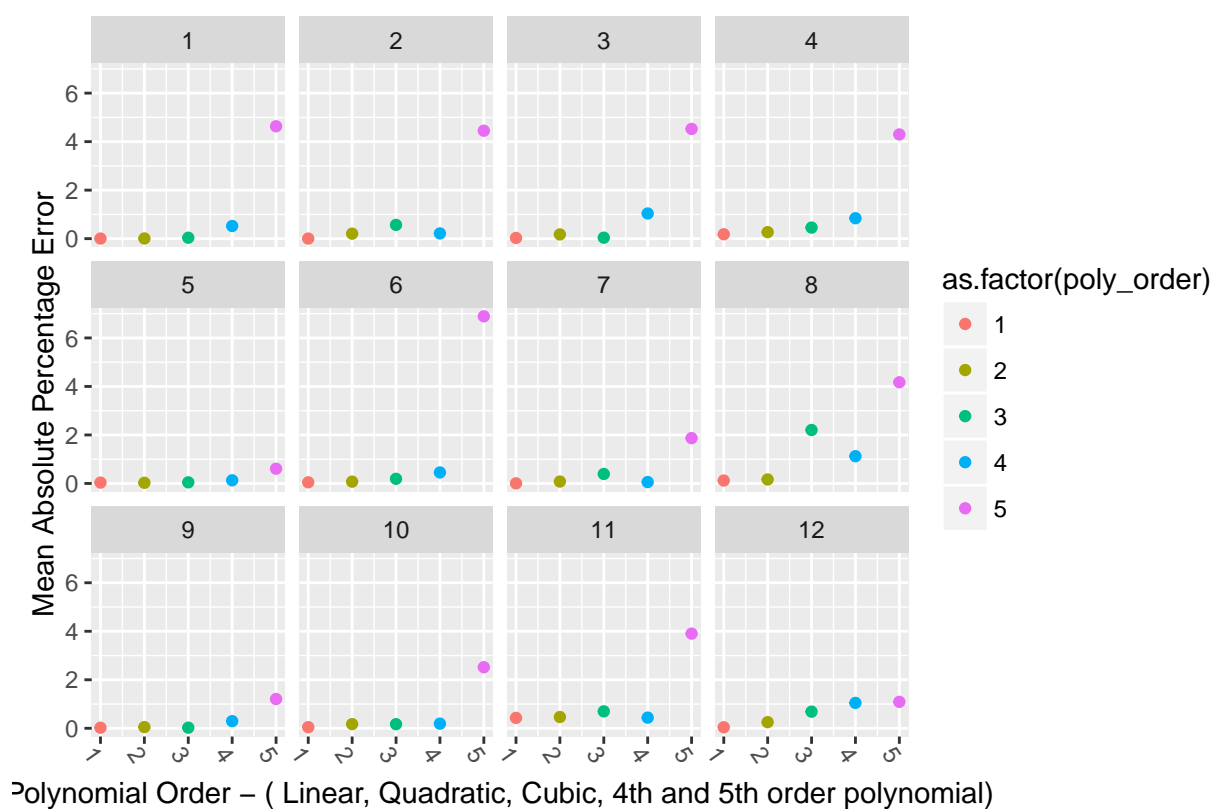 1 2 3 4
6
4
2
0
5 6 7 8
6
4
2
0
9 10 11 12
6
4
2
0
1 2 3 4 5 1 2 3 4 5 1 2 3 4 5 1 2 3 4 5
Polynomial Order – ( Linear, Quadratic, Cubic, 4th and 5th order polynomial)
Mean Absolute Percentage Error
as.factor(poly_order)
1
2
3
4
5